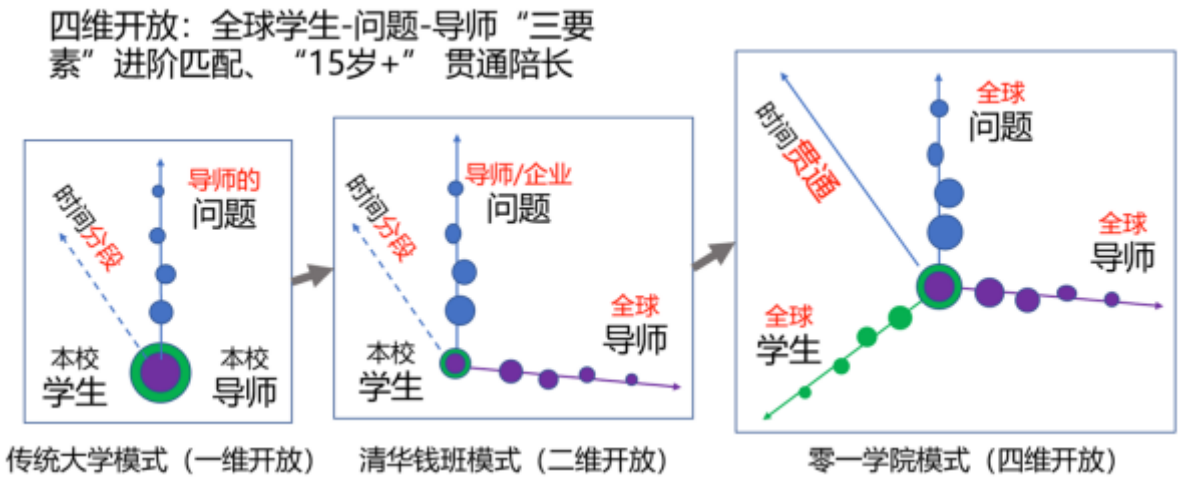 四维开放：全球学生-问题-导师“三要
素”进阶匹配、“15岁+”贯通陪长
时间分段
导师的
问题
本校
学生
本校
导师
传统大学模式（一维开放）
时间分段
导师/企业
问题
全球
导师
本校
学生
清华钱班模式（二维开放）
时间贯通
全球
问题
全球
导师
全球
学生
零一学院模式（四维开放）